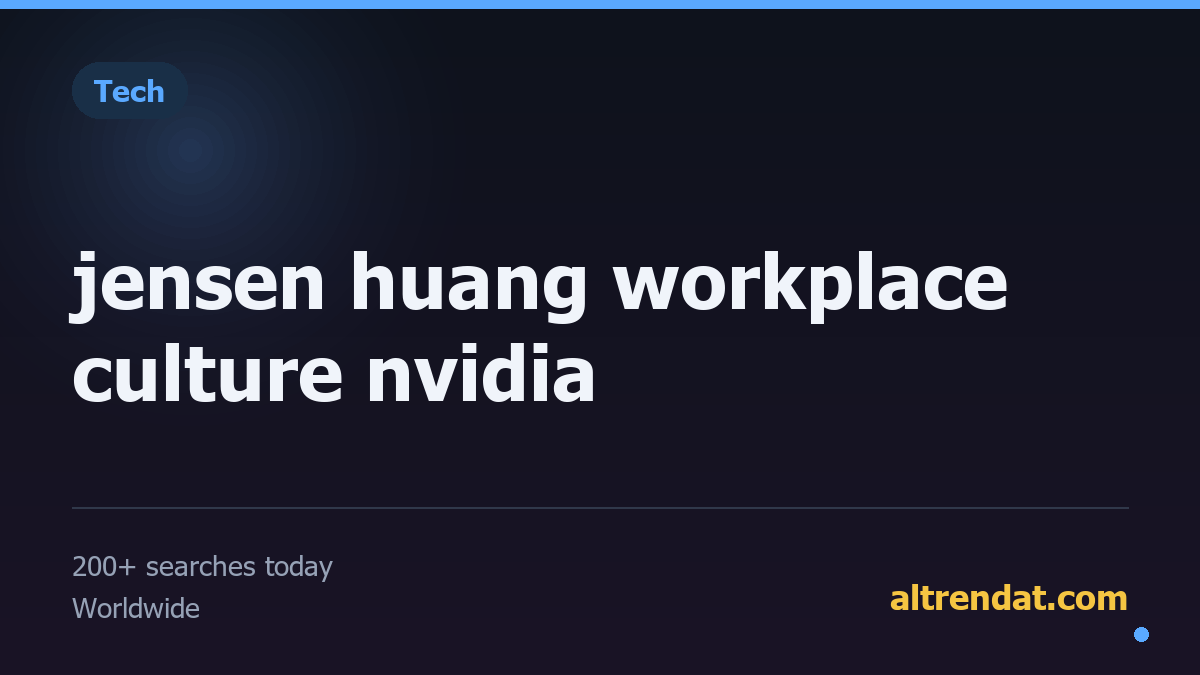 Tech
jensen huang workplace
culture nvidia
200+ searches today
Worldwide
altrendat.com